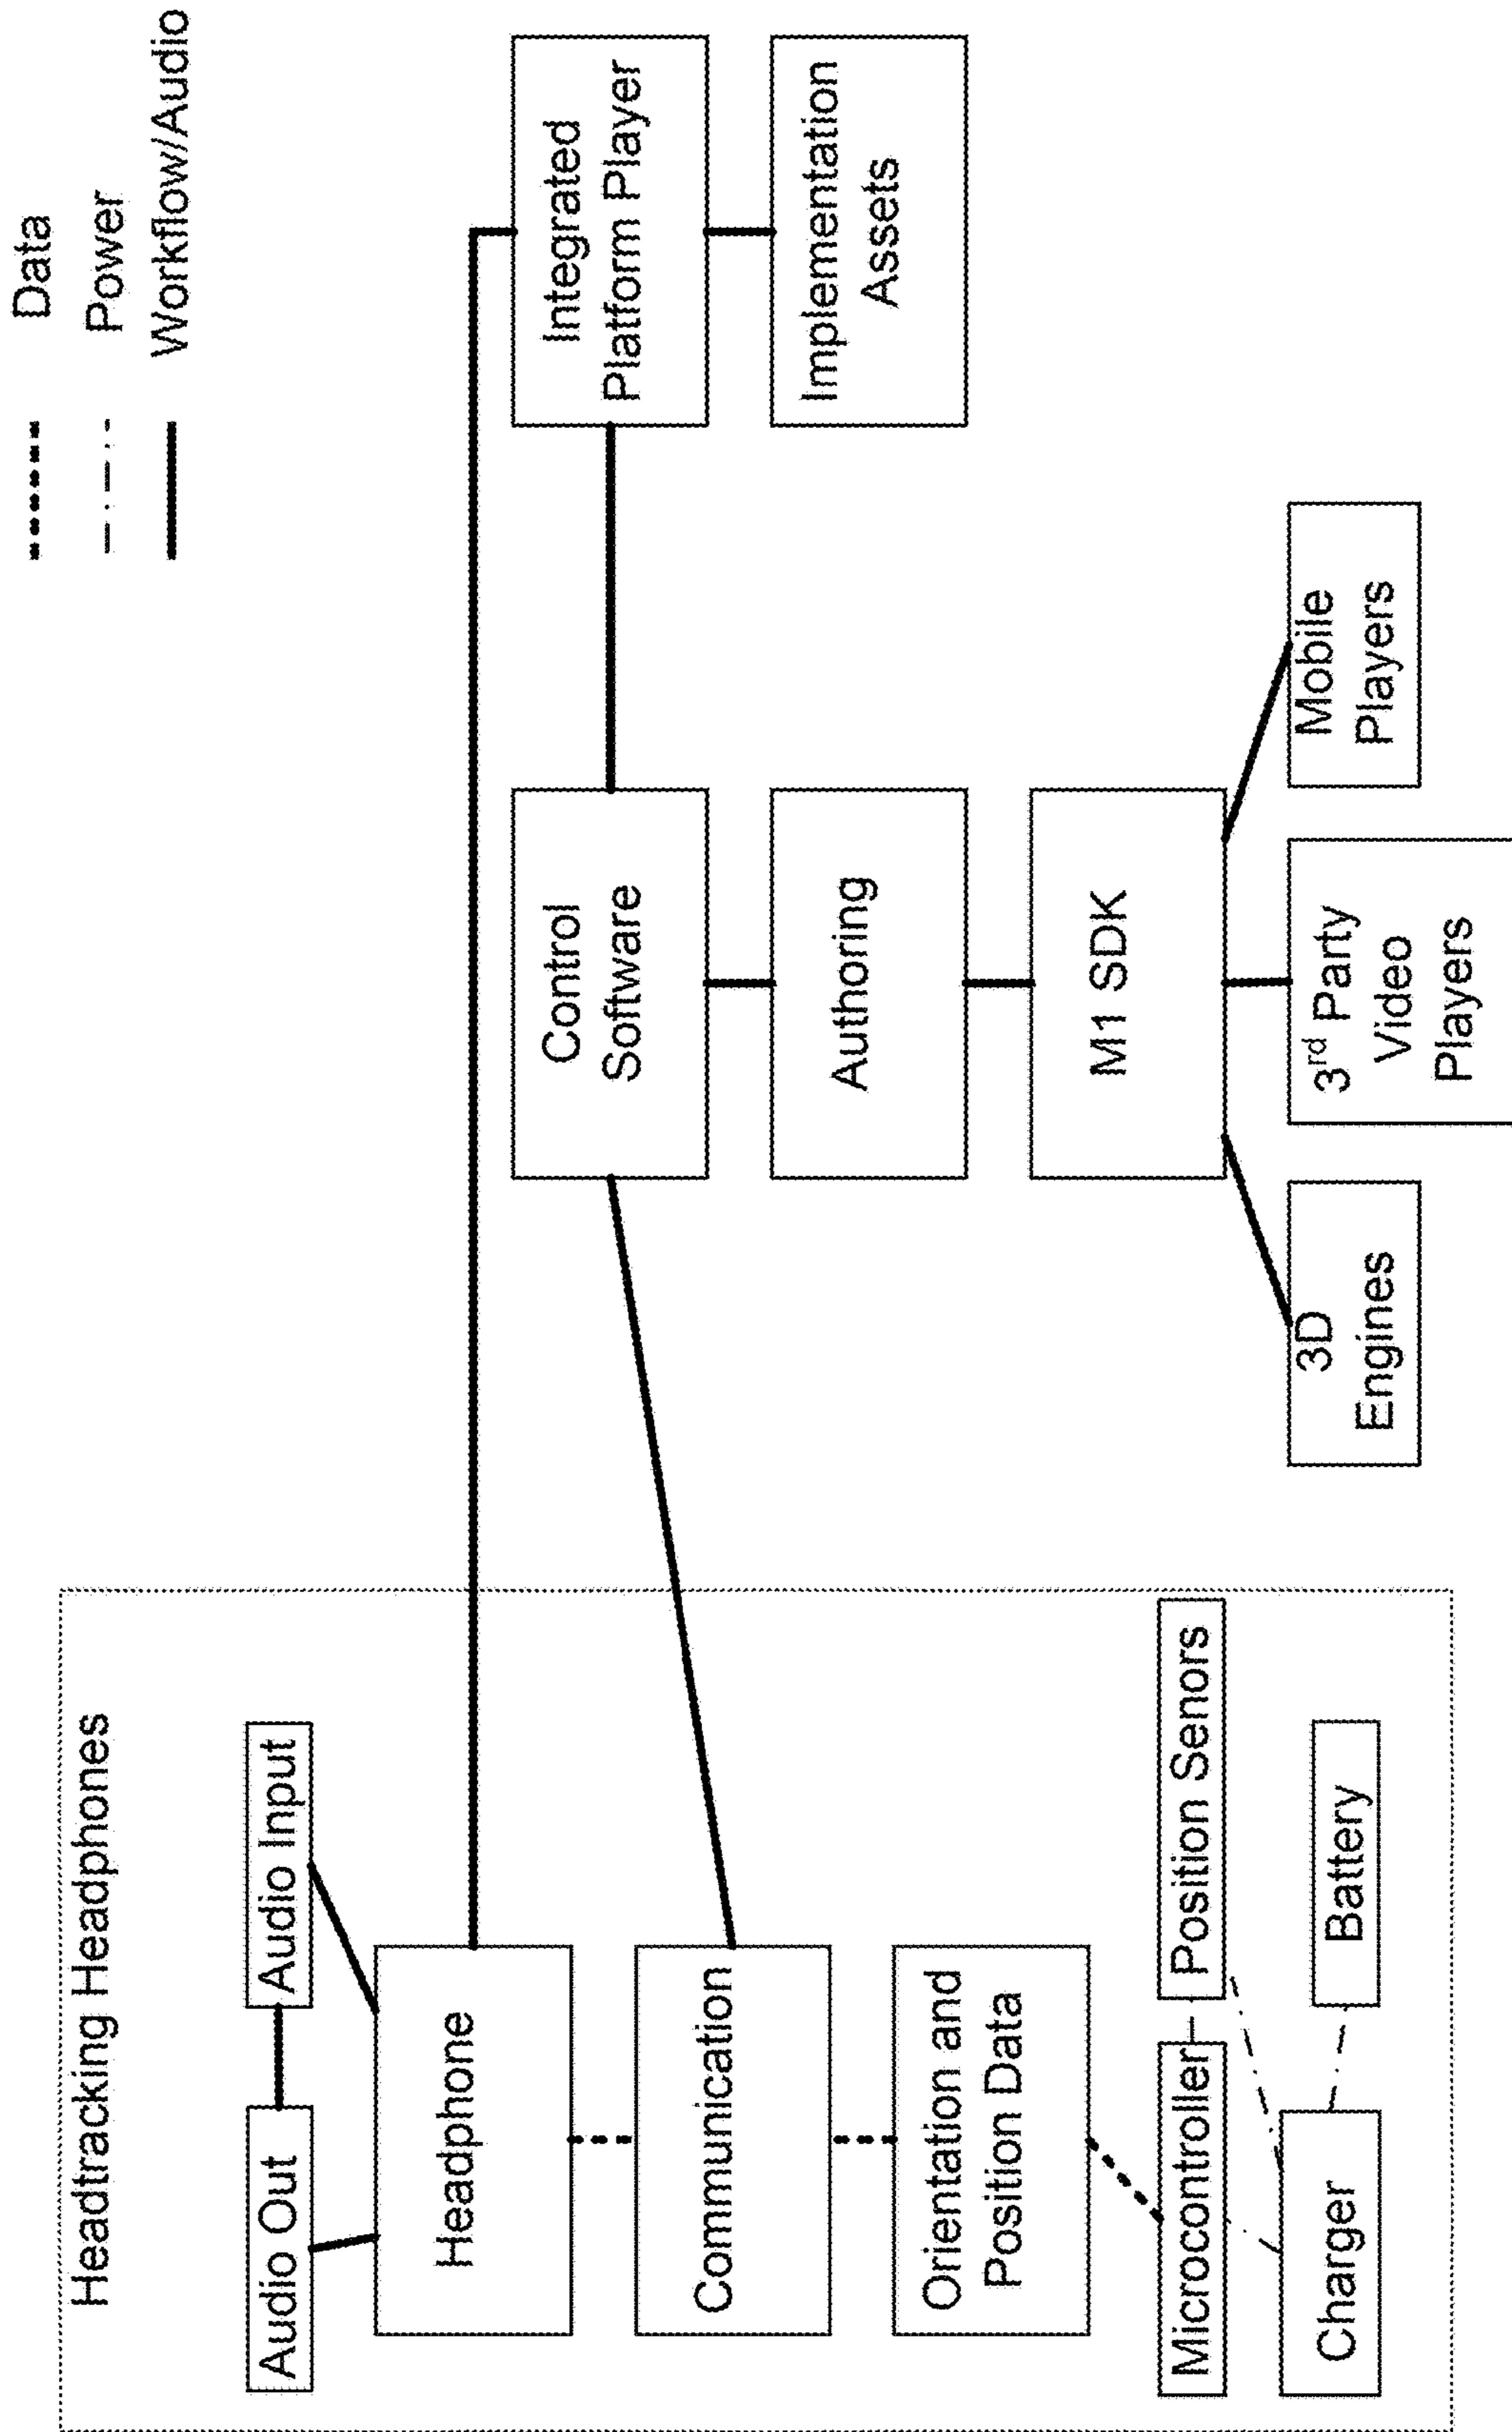 Data
Power
Workflow/Audio
Headtracking Headphones
Audio Out
Audio Input
Headphone
Communication
Orientation and
Position Data
Microcontroller
Position Senors
Charger
Battery
Control
Software
Authoring
M1 SDK
3D
Engines
3rd Party
Video
Players
Mobile
Players
Integrated
Platform Player
Implementation
Assets